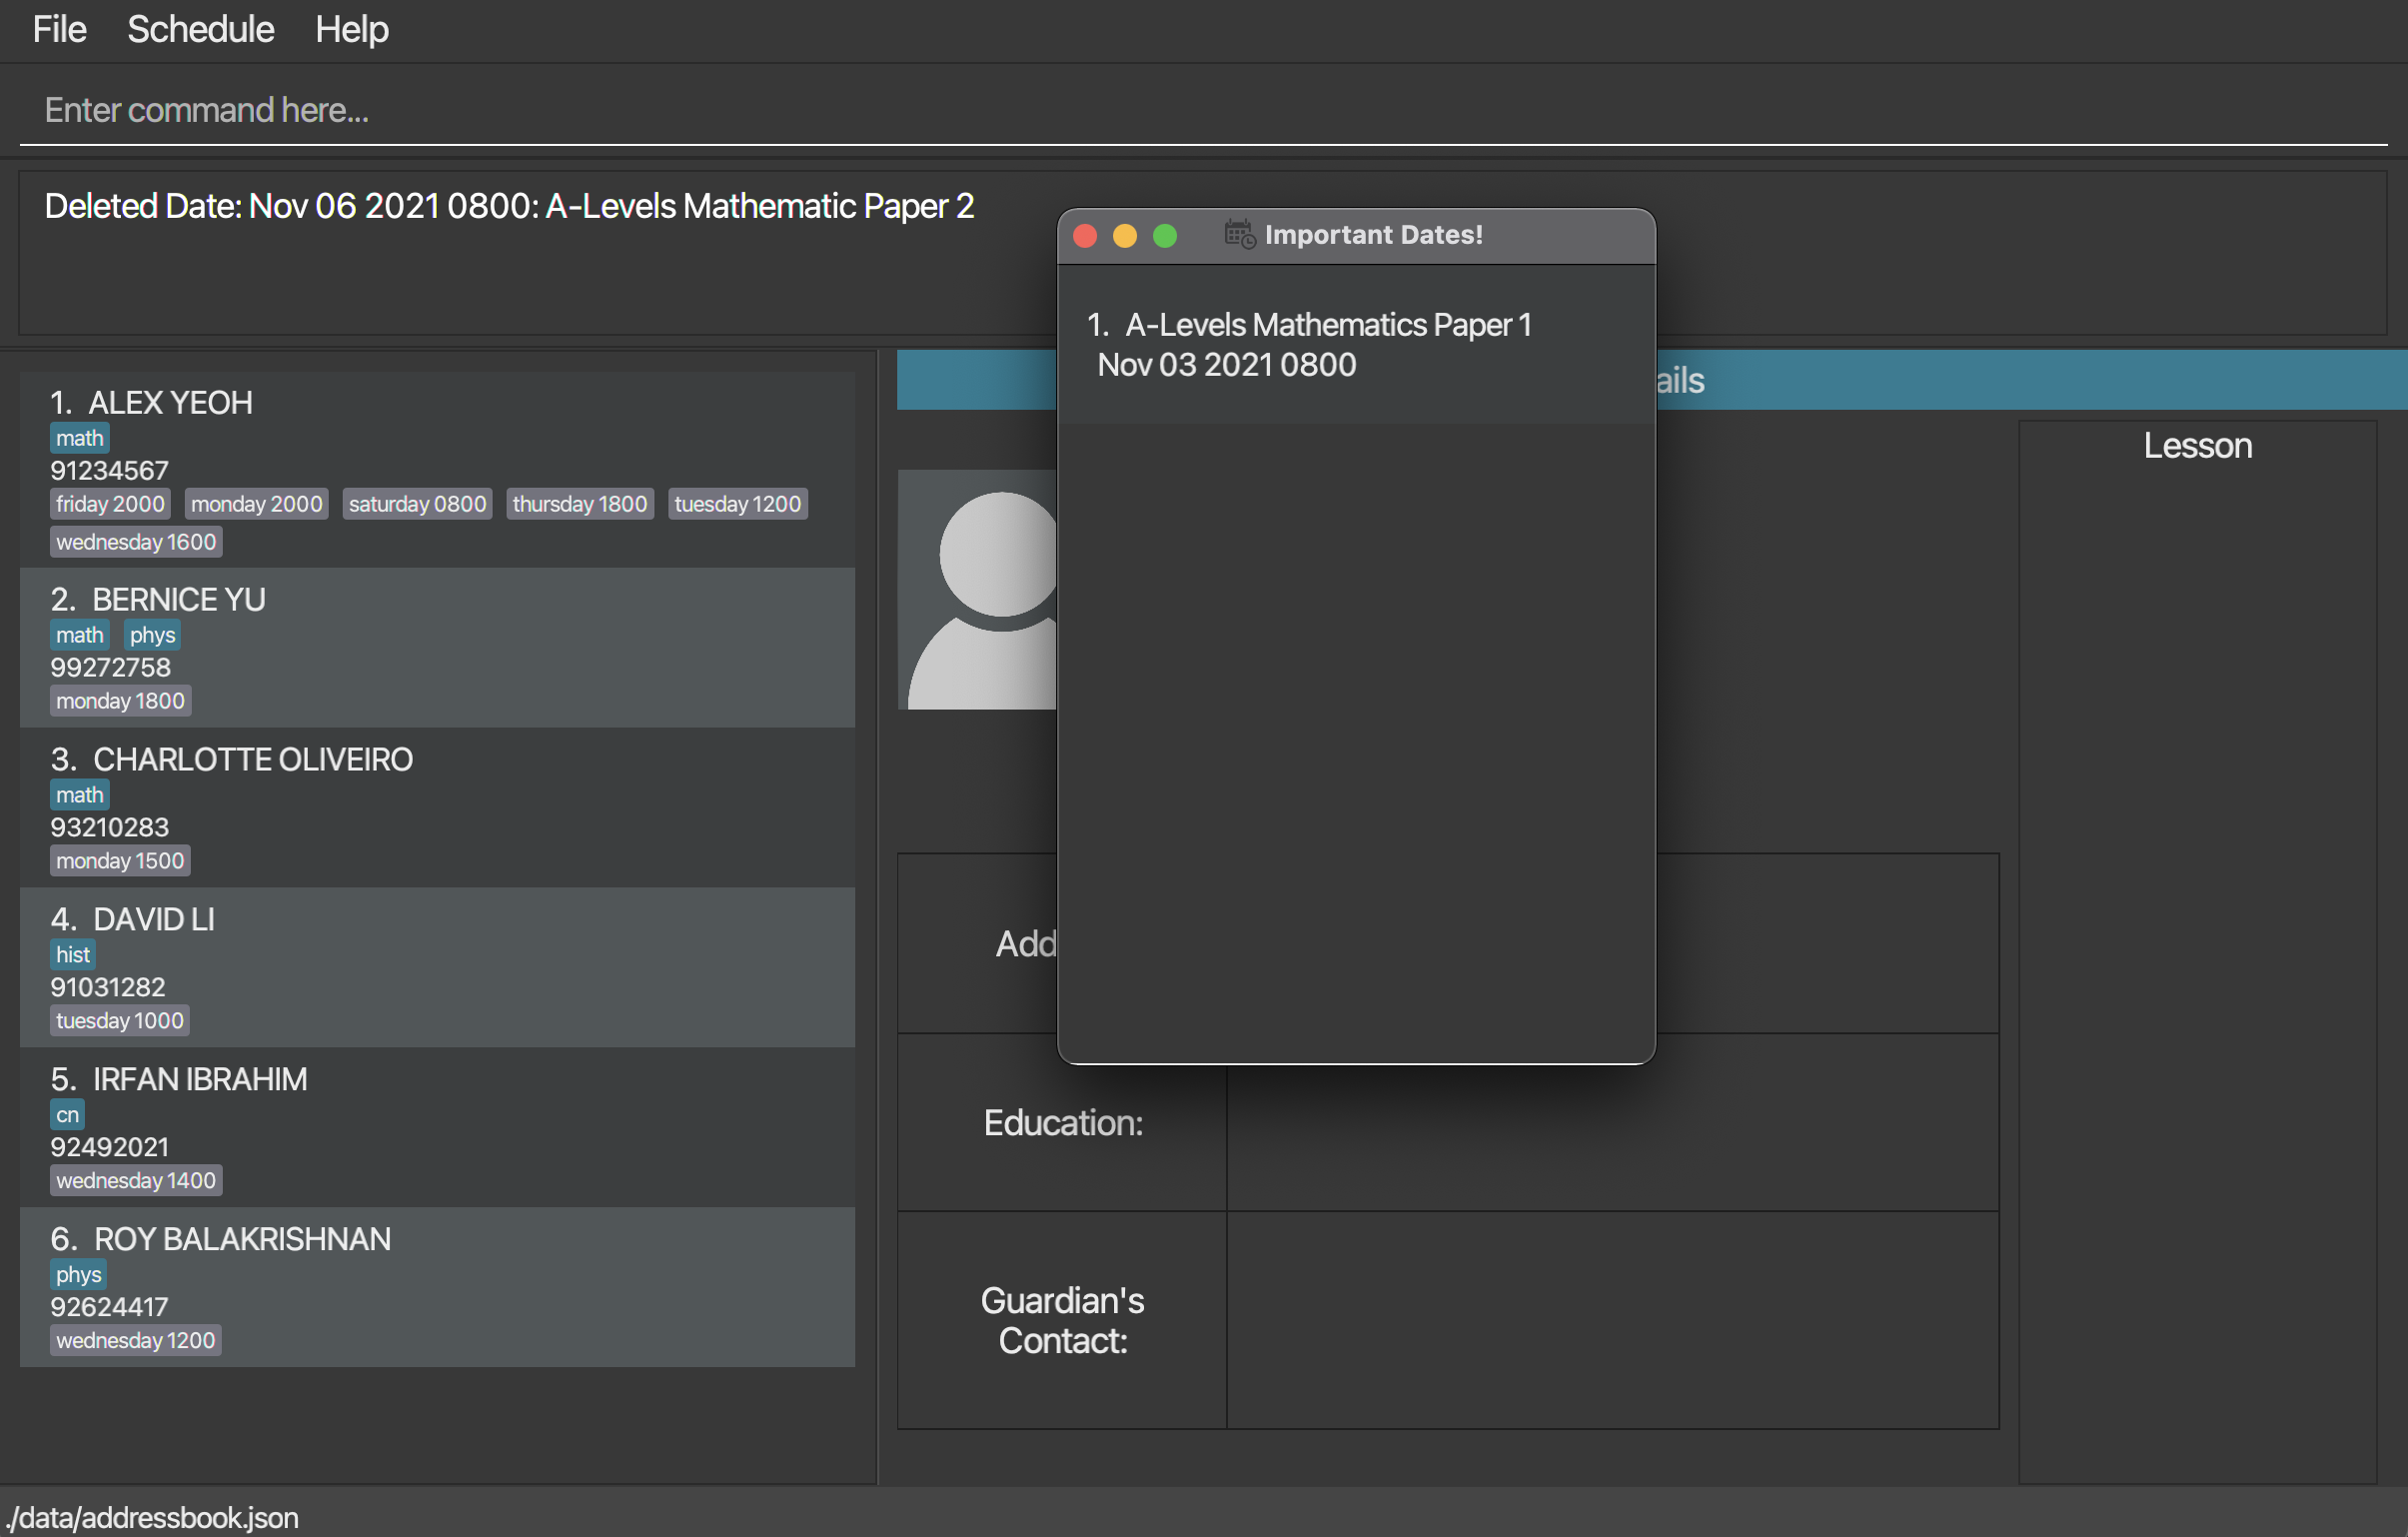 File Schedule Help
Enter command here...
Deleted Date: Nov 06 2021 0800: A-Levels Mathematic Paper 2
Important Dates!
1. A-Levels Mathematics Paper 1
Nov 03 2021 0800
1. ALEX YEOH
math
91234567
friday 2000 monday 2000 saturday 0800 thursday 1800 tuesday 1200
wednesday 1600
2. BERNICE YU
math phys
99272758
monday 1800
3. CHARLOTTE OLIVEIRO
math
93210283
monday 1500
4. DAVID LI
hist
91031282
tuesday 1000
5. IRFAN IBRAHIM
cn
92492021
wednesday 1400
6. ROY BALAKRISHNAN
phys
92624417
wednesday 1200
ails
Lesson
Add
Education:
Guardian's
Contact:
./data/addressbook.json